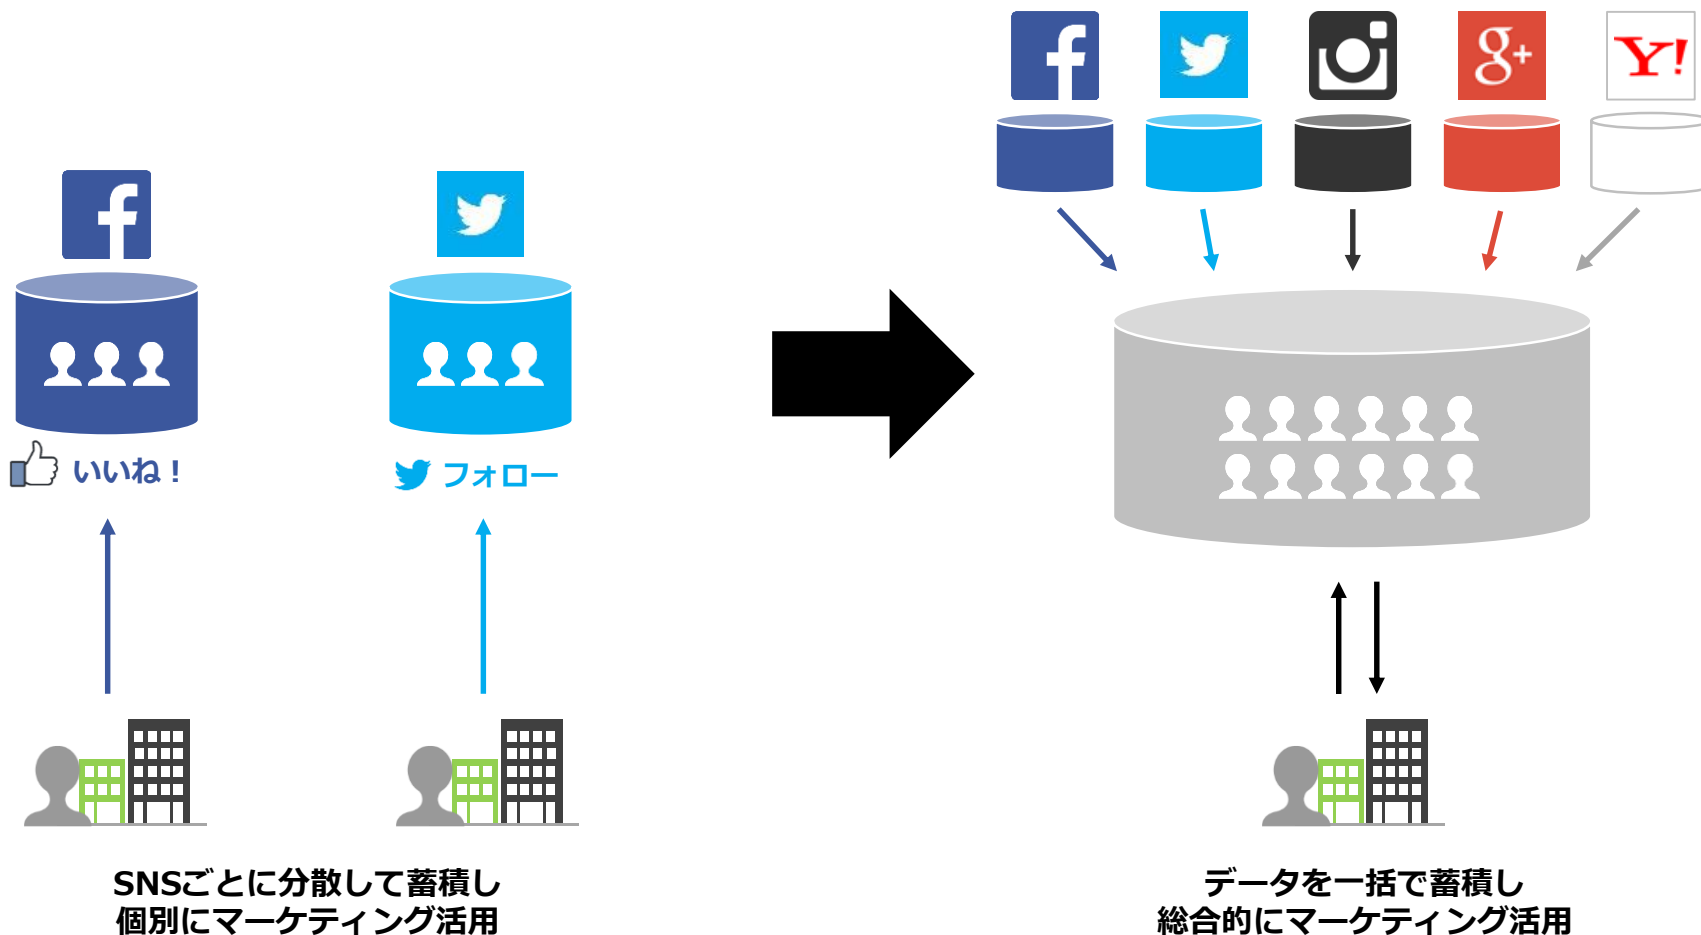 f
g+
Y!
f
いいね！
フォロー
SNSごとに分散して蓄積し
個別にマーケティング活用
データを一括で蓄積し
総合的にマーケティング活用